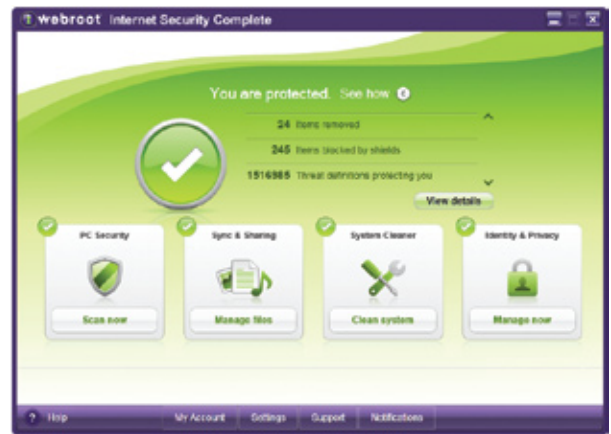 webroot Internet Security Complete
You are protected. See how
24 Items removed
245 Items blocked by shields
1516985 Threat definitions protecting you
View details
PC Security
Sync & Sharing
System Cleaner
Identity & Privacy
Scan now
Manage files
Clean system
Manage now
? Help
My Account
Settings
Support
Notifications